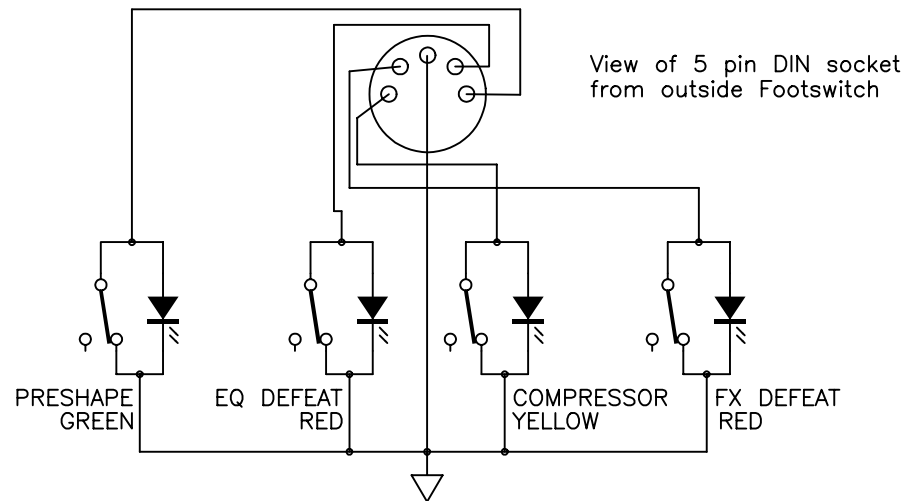 View of 5 pin DIN socket
from outside Footswitch
PRESHAPE
GREEN
EQ DEFEAT
RED
COMPRESSOR
YELLOW
FX DEFEAT
RED